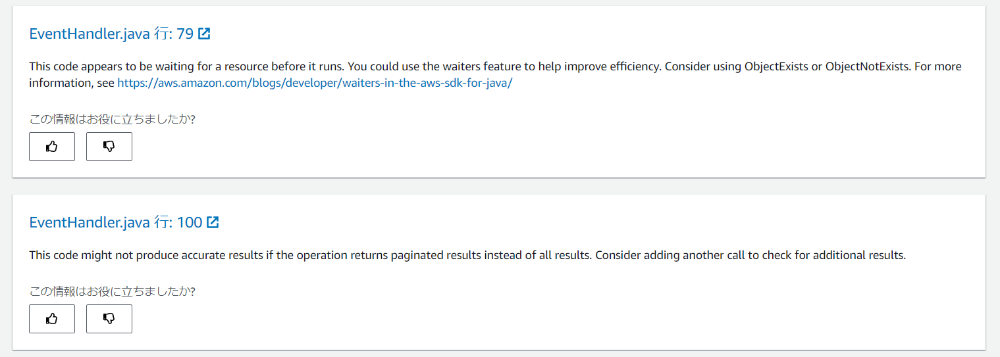 EventHandler.java 行: 79
This code appears to be waiting for a resource before it runs. You could use the waiters feature to help improve efficiency. Consider using ObjectExists or ObjectNotExists. For more
information, see https://aws.amazon.com/blogs/developer/waiters-in-the-aws-sdk-for-java/
この情報はお役に立ちましたか?
EventHandler.java 行: 100
This code might not produce accurate results if the operation returns paginated results instead of all results. Consider adding another call to check for additional results.
この情報はお役に立ちましたか?